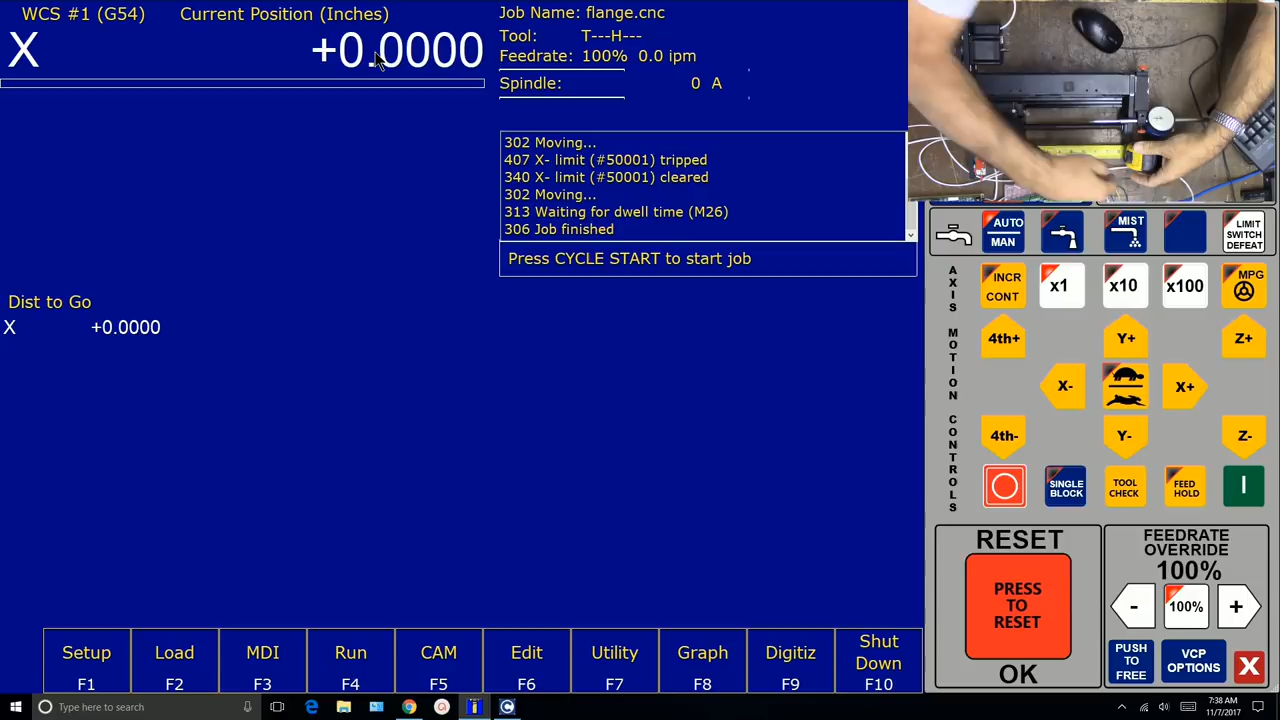 WCS #1 (G54) Current Position (Inches)
X +0.0000
Job Name: flange.cnc
Tool: T---H---
Feedrate: 100% 0.0 ipm
Spindle: 0 A
302 Moving...
407 X- limit (#50001) tripped
340 X- limit (#50001) cleared
302 Moving...
313 Waiting for dwell time (M26)
306 Job finished
Press CYCLE START to start job
Dist to Go
X +0.0000
Setup Load MDI Run CAM Edit Utility Graph Digitiz Shut Down
F1 F2 F3 F4 F5 F6 F7 F8 F9 F10
AUTO
MAN
MIST
LIMIT
SWITCH
DEFEAT
AXIS MOTION CONTROLS
INCR
CONT
x1 x10 x100 MPG
4th+ Y+ Z+
X- X+
4th- Y- Z-
SINGLE
BLOCK
TOOL
CHECK
FEED
HOLD
I
RESET
PRESS
TO
RESET
OK
FEEDRATE
OVERRIDE
100%
- 100% +
PUSH
TO
FREE
VCP
OPTIONS
X
Type here to search
7:38 AM
11/7/2017